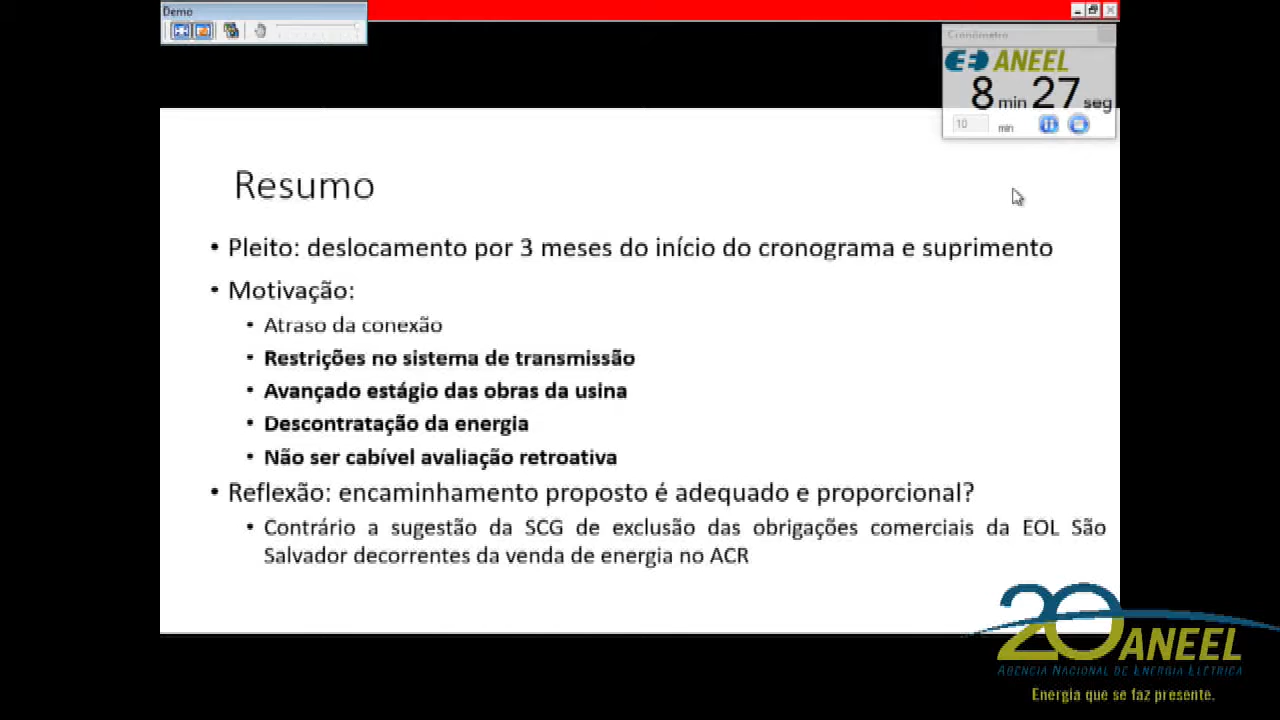 Demo
Cronômetro
ANEEL
8 min 27 seg
10 min
Resumo
• Pleito: deslocamento por 3 meses do início do cronograma e suprimento
• Motivação:
• Atraso da conexão
• Restrições no sistema de transmissão
• Avançado estágio das obras da usina
• Descontratação da energia
• Não ser cabível avaliação retroativa
• Reflexão: encaminhamento proposto é adequado e proporcional?
• Contrário a sugestão da SCG de exclusão das obrigações comerciais da EOL São
Salvador decorrentes da venda de energia no ACR
20 ANEEL
AGÊNCIA NACIONAL DE ENERGIA ELÉTRICA
Energia que se faz presente.